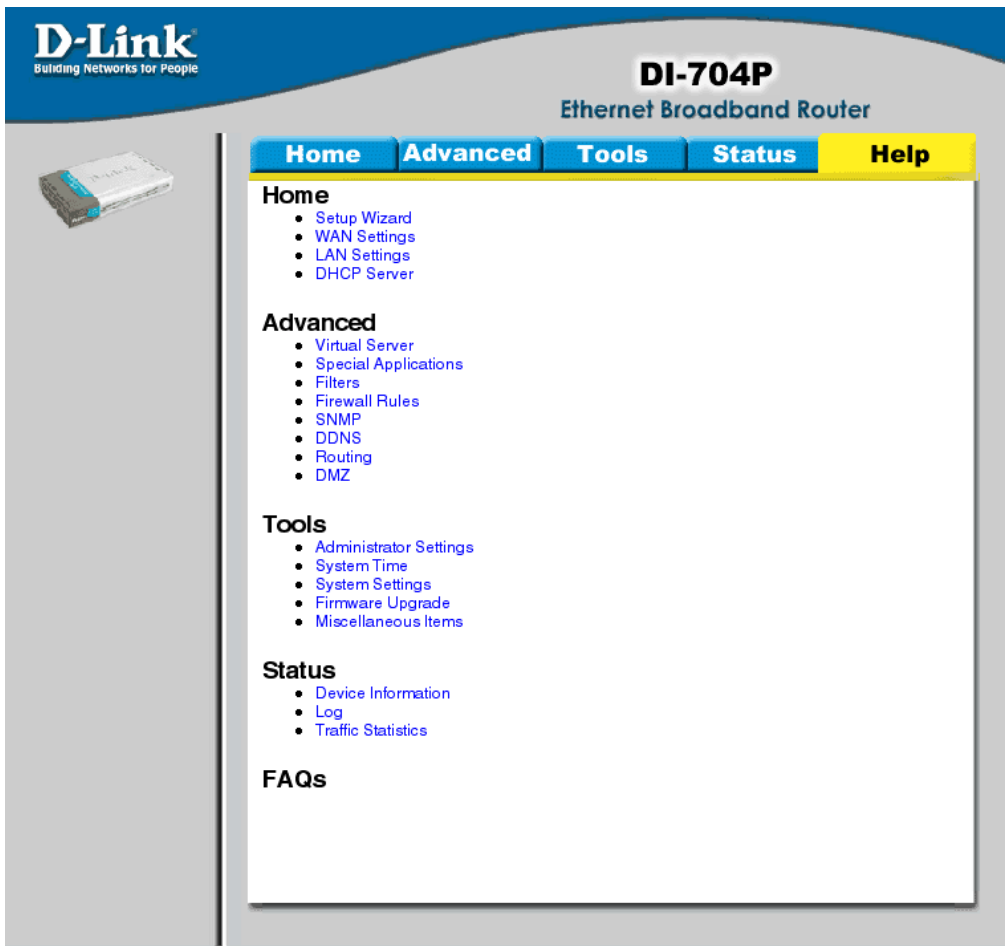 D-Link
Building Networks for People
DI-704P
Ethernet Broadband Router
Home Advanced Tools Status Help
Home
Setup Wizard
WAN Settings
LAN Settings
DHCP Server
Advanced
Virtual Server
Special Applications
Filters
Firewall Rules
SNMP
DDNS
Routing
DMZ
Tools
Administrator Settings
System Time
System Settings
Firmware Upgrade
Miscellaneous Items
Status
Device Information
Log
Traffic Statistics
FAQs